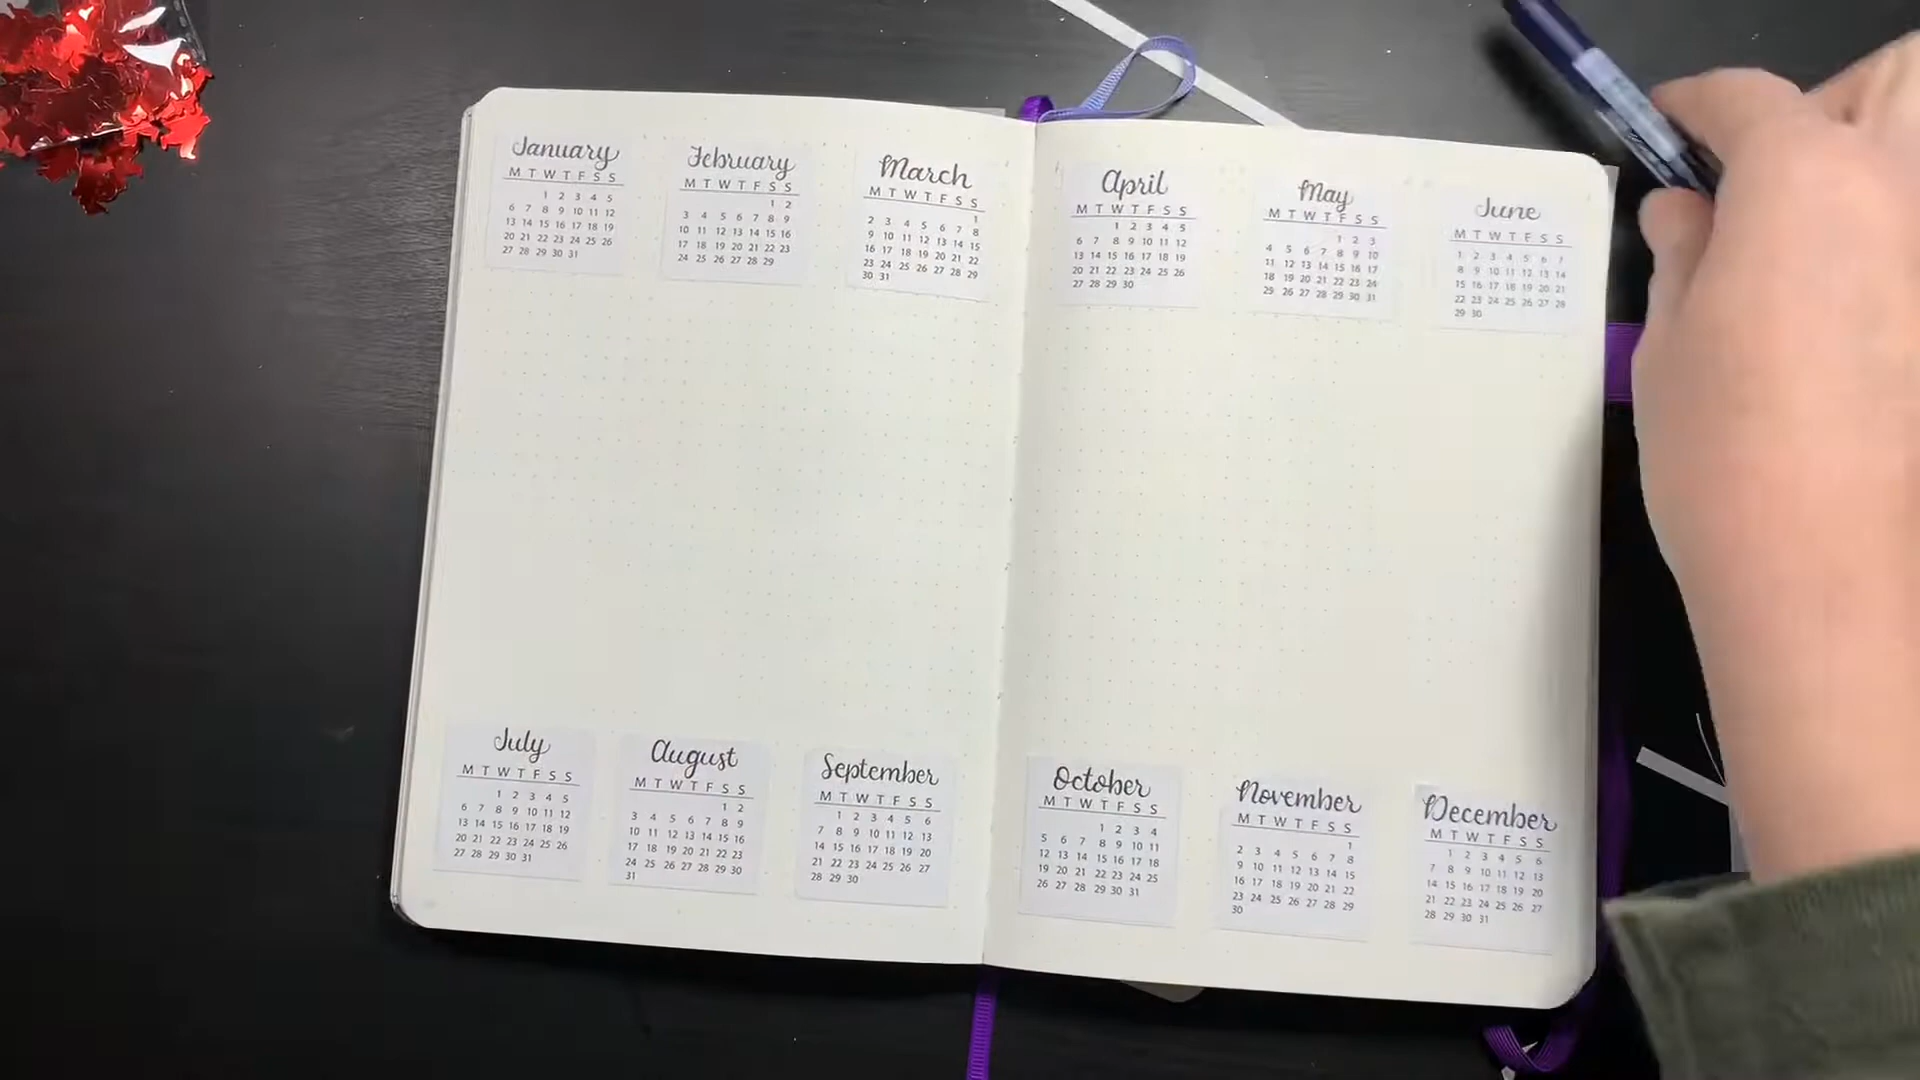 January
M T W T F S S
1 2 3 4 5
6 7 8 9 10 11 12
13 14 15 16 17 18 19
20 21 22 23 24 25 26
27 28 29 30 31
February
M T W T F S S
1 2
3 4 5 6 7 8 9
10 11 12 13 14 15 16
17 18 19 20 21 22 23
24 25 26 27 28 29
March
M T W T F S S
1
2 3 4 5 6 7 8
9 10 11 12 13 14 15
16 17 18 19 20 21 22
23 24 25 26 27 28 29
30 31
April
M T W T F S S
1 2 3 4 5
6 7 8 9 10 11 12
13 14 15 16 17 18 19
20 21 22 23 24 25 26
27 28 29 30
May
M T W T F S S
1 2 3
4 5 6 7 8 9 10
11 12 13 14 15 16 17
18 19 20 21 22 23 24
25 26 27 28 29 30 31
June
M T W T F S S
1 2 3 4 5 6 7
8 9 10 11 12 13 14
15 16 17 18 19 20 21
22 23 24 25 26 27 28
29 30
July
M T W T F S S
1 2 3 4 5
6 7 8 9 10 11 12
13 14 15 16 17 18 19
20 21 22 23 24 25 26
27 28 29 30 31
August
M T W T F S S
1 2
3 4 5 6 7 8 9
10 11 12 13 14 15 16
17 18 19 20 21 22 23
24 25 26 27 28 29 30
31
September
M T W T F S S
1 2 3 4 5 6
7 8 9 10 11 12 13
14 15 16 17 18 19 20
21 22 23 24 25 26 27
28 29 30
October
M T W T F S S
1 2 3 4
5 6 7 8 9 10 11
12 13 14 15 16 17 18
19 20 21 22 23 24 25
26 27 28 29 30 31
November
M T W T F S S
1
2 3 4 5 6 7 8
9 10 11 12 13 14 15
16 17 18 19 20 21 22
23 24 25 26 27 28 29
30
December
M T W T F S S
1 2 3 4 5 6
7 8 9 10 11 12 13
14 15 16 17 18 19 20
21 22 23 24 25 26 27
28 29 30 31